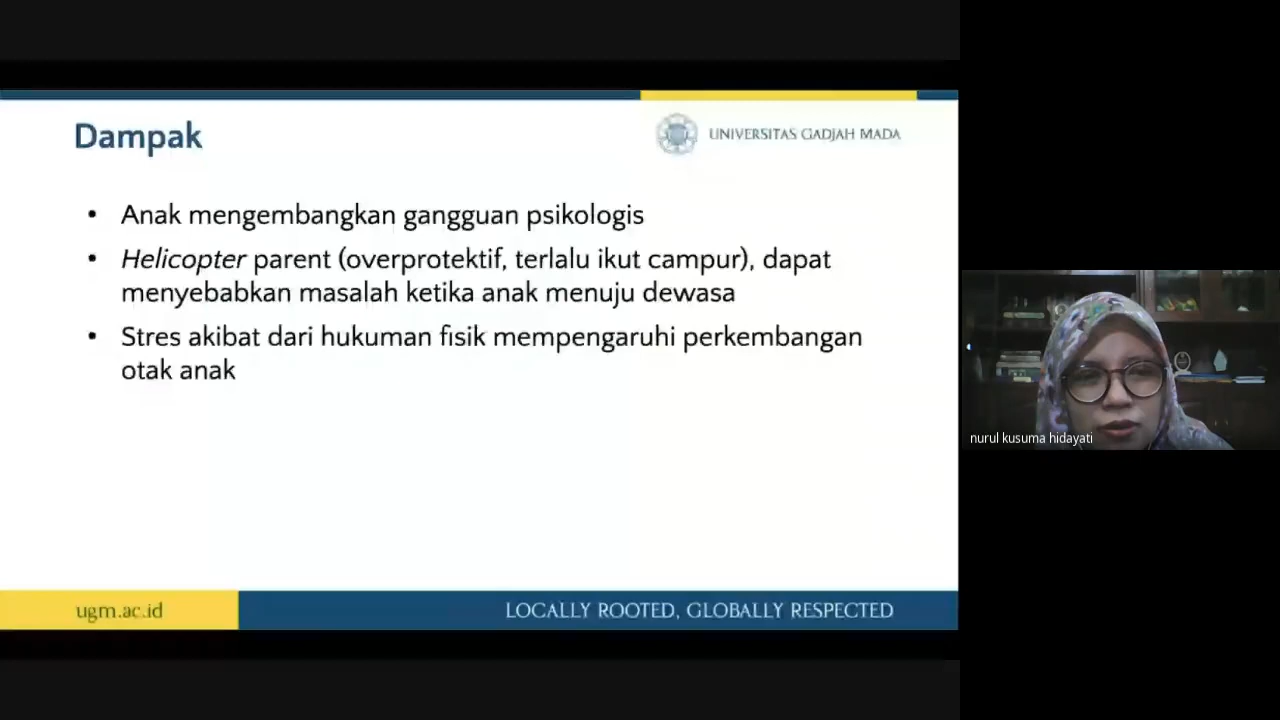 Dampak
UNIVERSITAS GADJAH MADA
• Anak mengembangkan gangguan psikologis
• Helicopter parent (overprotektif, terlalu ikut campur), dapat
menyebabkan masalah ketika anak menuju dewasa
• Stres akibat dari hukuman fisik mempengaruhi perkembangan
otak anak
nurul kusuma hidayati
ugm.ac.id
LOCALLY ROOTED, GLOBALLY RESPECTED